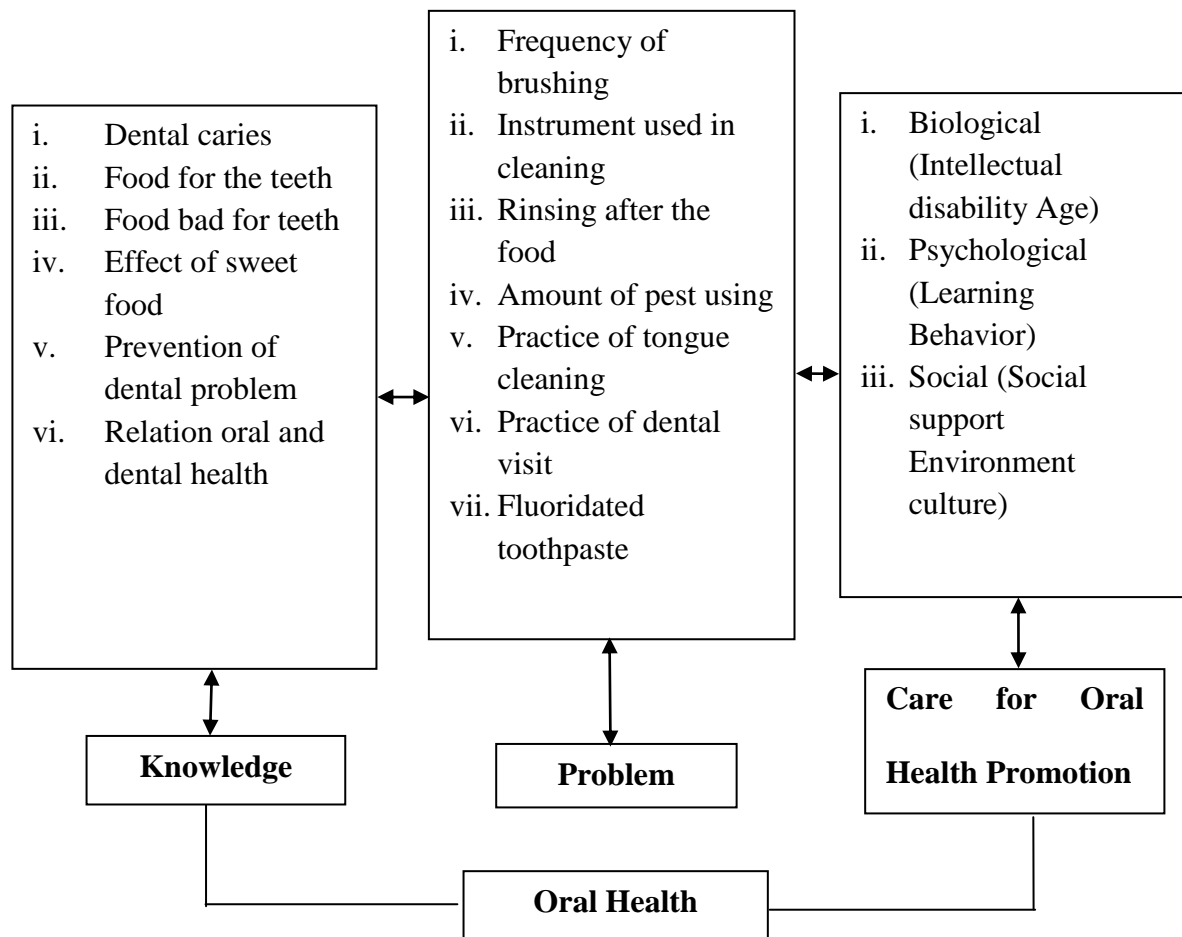 i. Dental caries
ii. Food for the teeth
iii. Food bad for teeth
iv. Effect of sweet
food
v. Prevention of
dental problem
vi. Relation oral and
dental health
i. Frequency of
brushing
ii. Instrument used in
cleaning
iii. Rinsing after the
food
iv. Amount of pest using
v. Practice of tongue
cleaning
vi. Practice of dental
visit
vii. Fluoridated
toothpaste
i. Biological
(Intellectual
disability Age)
ii. Psychological
(Learning
Behavior)
iii. Social (Social
support
Environment
culture)
Knowledge
Problem
Care for Oral
Health Promotion
Oral Health